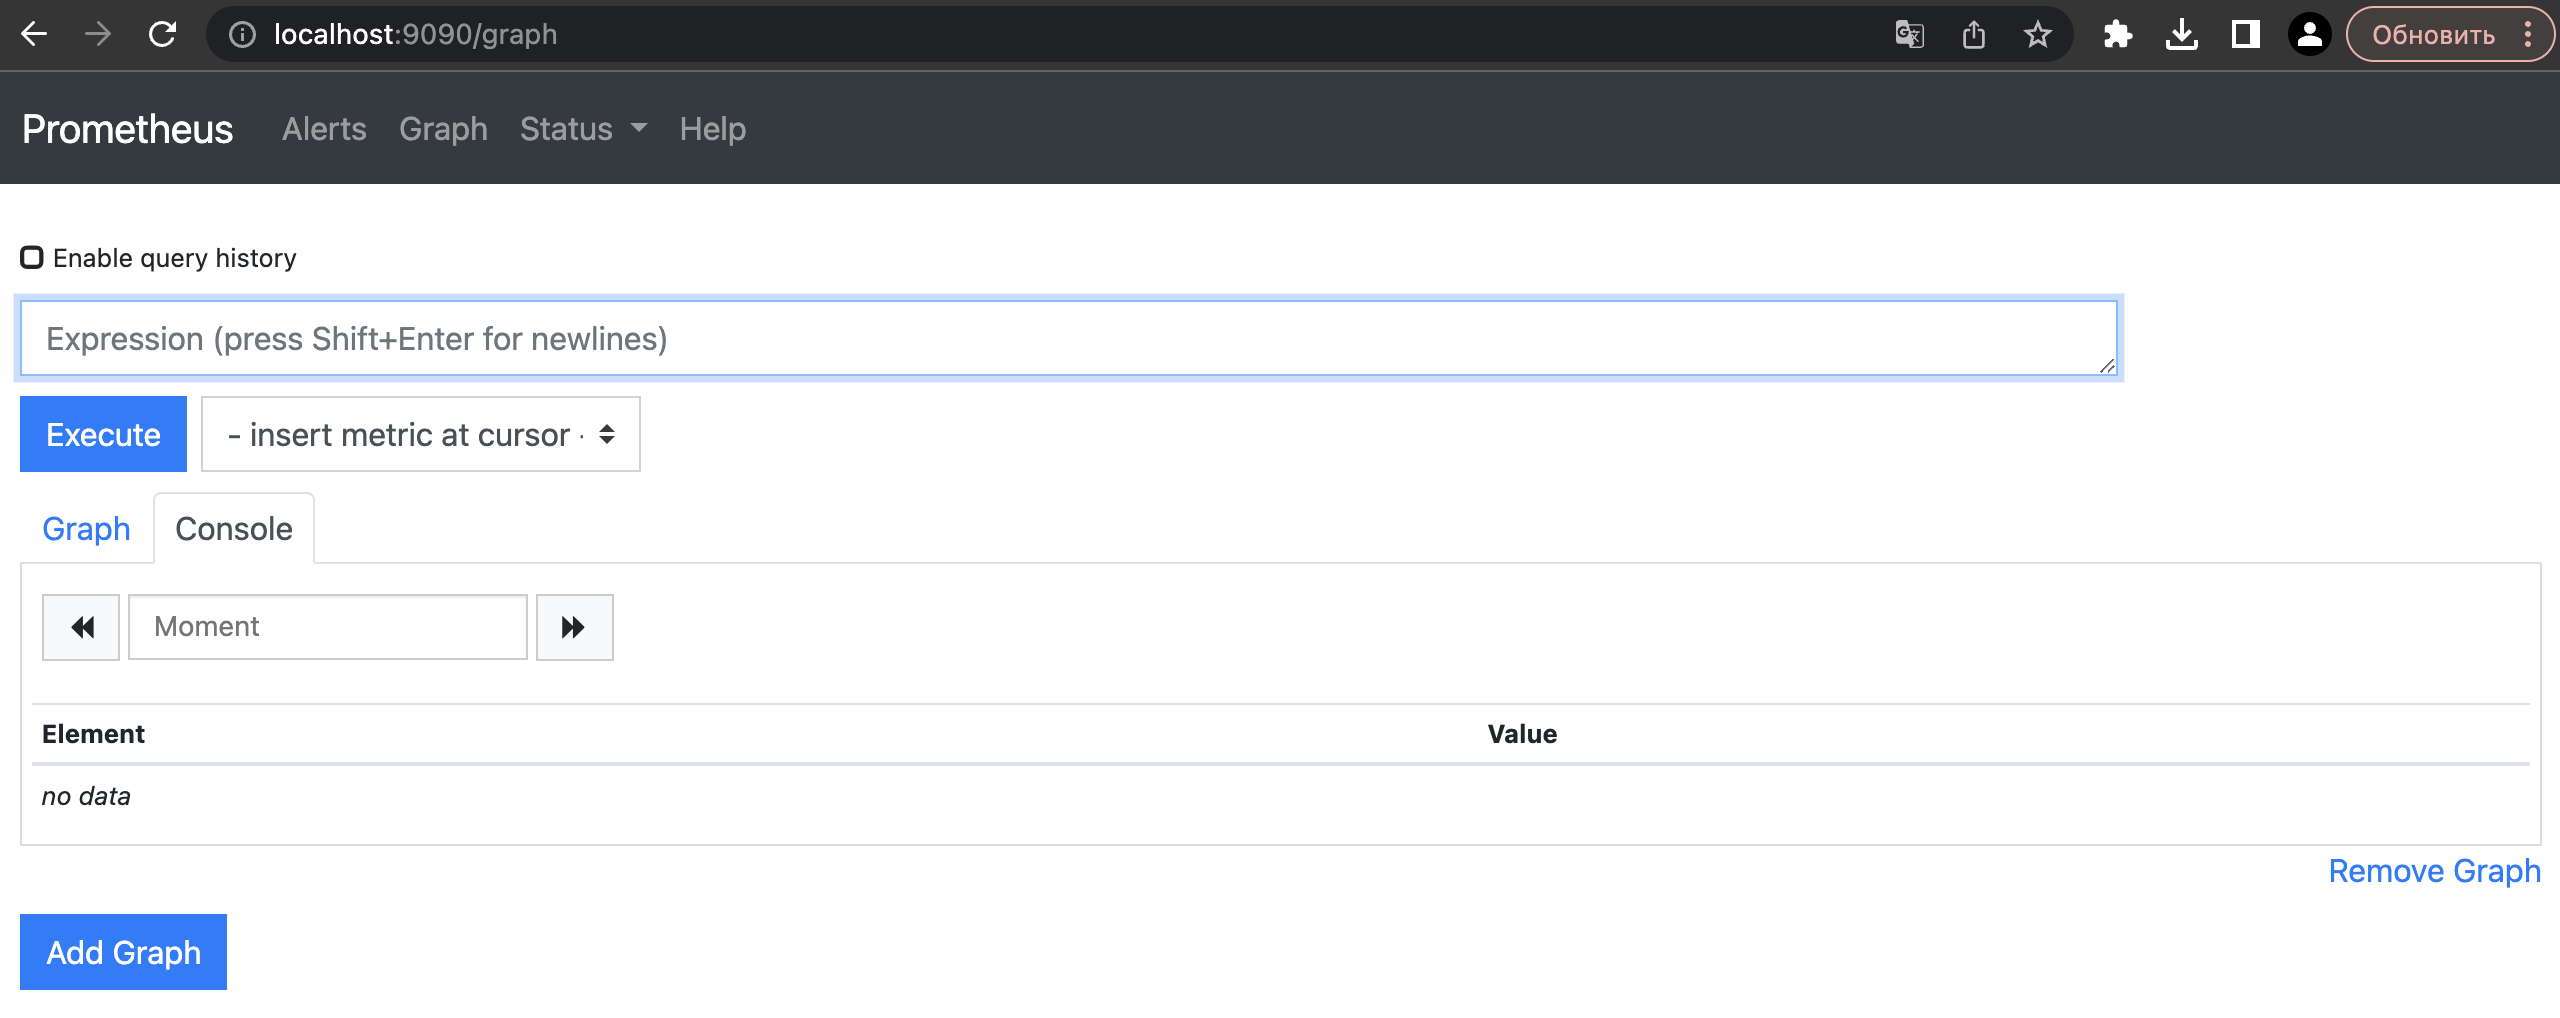 localhost:9090/graph
Обновить
Prometheus Alerts Graph Status Help
Enable query history
Expression (press Shift+Enter for newlines)
Execute - insert metric at cursor -
Graph Console
Moment
Element Value
no data
Remove Graph
Add Graph